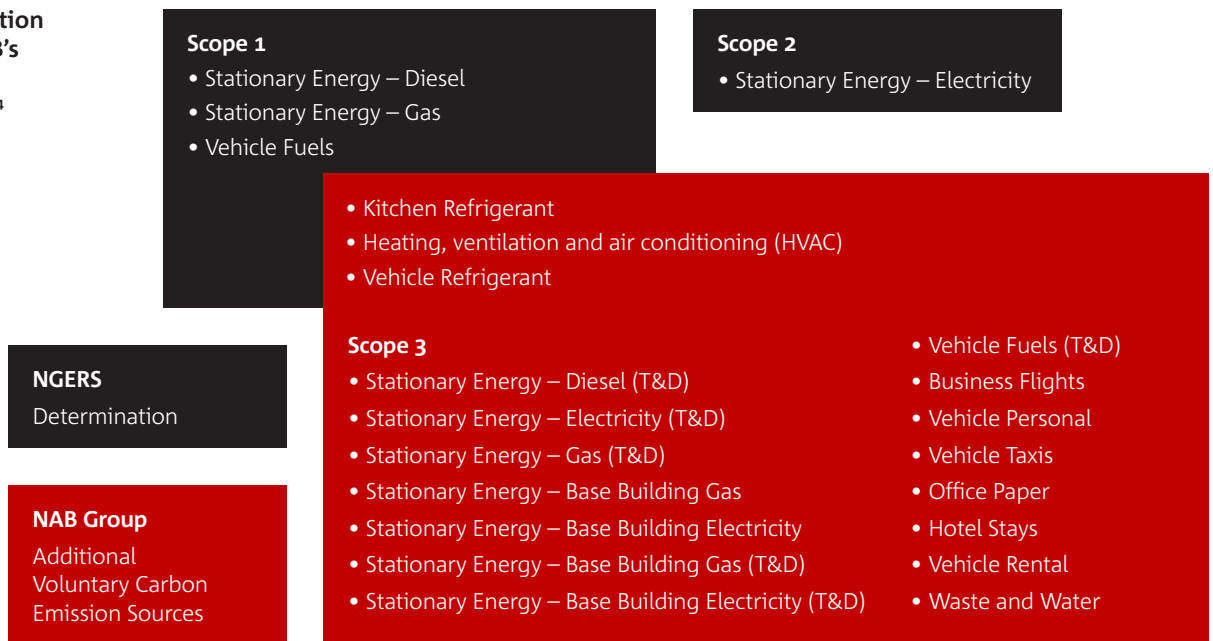 Scope 1
• Stationary Energy – Diesel
• Stationary Energy – Gas
• Vehicle Fuels
Scope 2
• Stationary Energy – Electricity
• Kitchen Refrigerant
• Heating, ventilation and air conditioning (HVAC)
• Vehicle Refrigerant
Scope 3
• Stationary Energy – Diesel (T&D)
• Stationary Energy – Electricity (T&D)
• Stationary Energy – Gas (T&D)
• Stationary Energy – Base Building Gas
• Stationary Energy – Base Building Electricity
• Stationary Energy – Base Building Gas (T&D)
• Stationary Energy – Base Building Electricity (T&D)
• Vehicle Fuels (T&D)
• Business Flights
• Vehicle Personal
• Vehicle Taxis
• Office Paper
• Hotel Stays
• Vehicle Rental
• Waste and Water
NGERS
Determination
NAB Group
Additional
Voluntary Carbon
Emission Sources